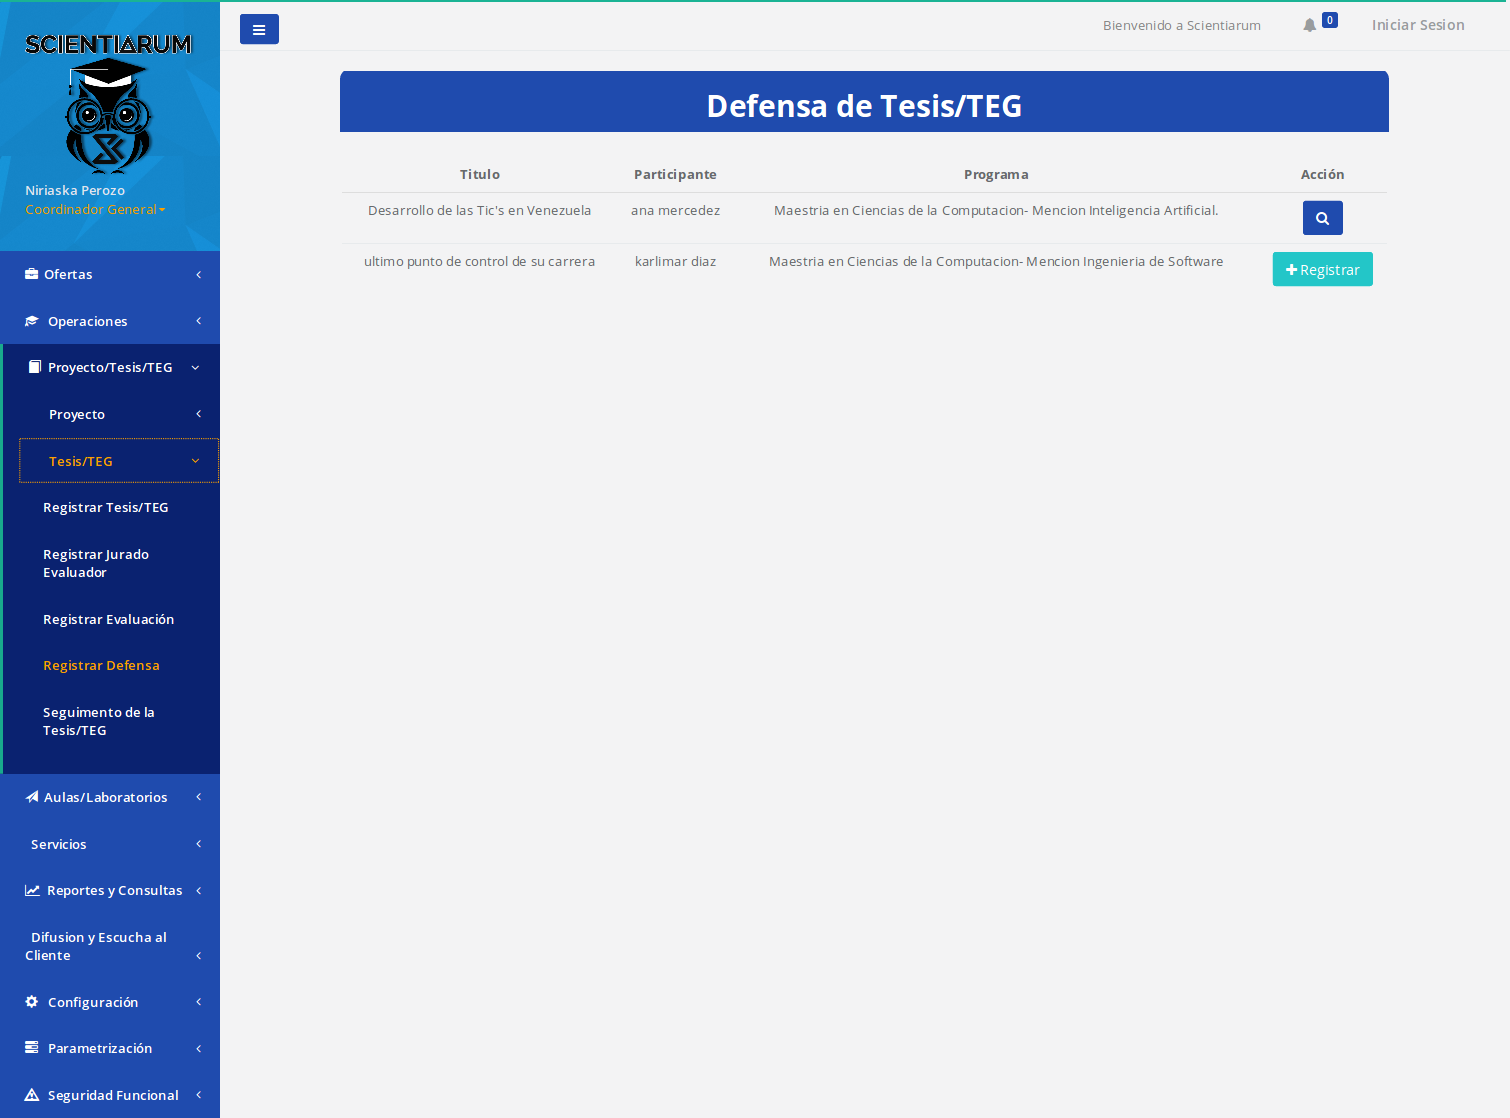 SCIENTIARUM
Niriaska Perozo
Coordinador General
Ofertas
Operaciones
Proyecto/Tesis/TEG
Proyecto
Tesis/TEG
Registrar Tesis/TEG
Registrar Jurado
Evaluador
Registrar Evaluación
Registrar Defensa
Seguimento de la
Tesis/TEG
Aulas/Laboratorios
Servicios
Reportes y Consultas
Difusion y Escucha al
Cliente
Configuración
Parametrización
Seguridad Funcional
Bienvenido a Scientiarum 0 Iniciar Sesion
Defensa de Tesis/TEG
Titulo Participante Programa Acción
Desarrollo de las Tic's en Venezuela ana mercedez Maestria en Ciencias de la Computacion- Mencion Inteligencia Artificial.
ultimo punto de control de su carrera karlimar diaz Maestria en Ciencias de la Computacion- Mencion Ingenieria de Software Registrar